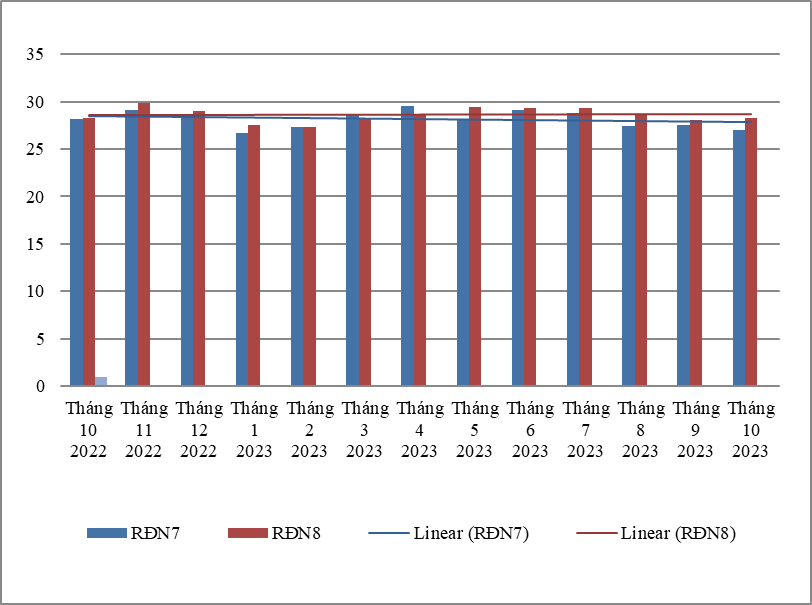 35
30
25
20
15
10
5
0
Tháng Tháng Tháng Tháng Tháng Tháng Tháng Tháng Tháng Tháng Tháng Tháng Tháng
10 11 12 1 2 3 4 5 6 7 8 9 10
2022 2022 2022 2023 2023 2023 2023 2023 2023 2023 2023 2023 2023
RĐN7 RĐN8 Linear (RĐN7) Linear (RĐN8)